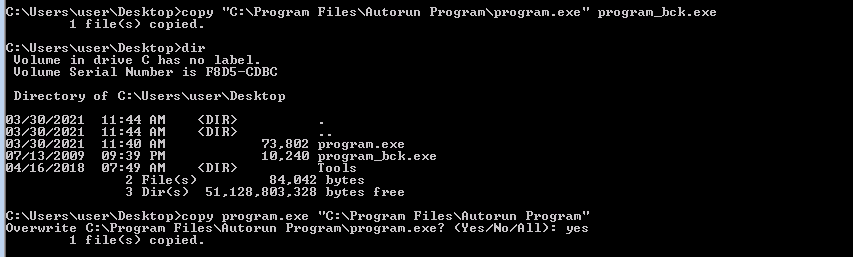 C:\Users\user\Desktop>copy "C:\Program Files\Autorun Program\program.exe" program_bck.exe
        1 file(s) copied.

C:\Users\user\Desktop>dir
 Volume in drive C has no label.
 Volume Serial Number is F8D5-CDBC

 Directory of C:\Users\user\Desktop

03/30/2021  11:44 AM    <DIR>          .
03/30/2021  11:44 AM    <DIR>          ..
03/30/2021  11:40 AM            73,802 program.exe
07/13/2009  09:39 PM            10,240 program_bck.exe
04/16/2018  07:49 AM    <DIR>          Tools
               2 File(s)         84,042 bytes
               3 Dir(s)  51,128,803,328 bytes free

C:\Users\user\Desktop>copy program.exe "C:\Program Files\Autorun Program"
Overwrite C:\Program Files\Autorun Program\program.exe? (Yes/No/All): yes
        1 file(s) copied.